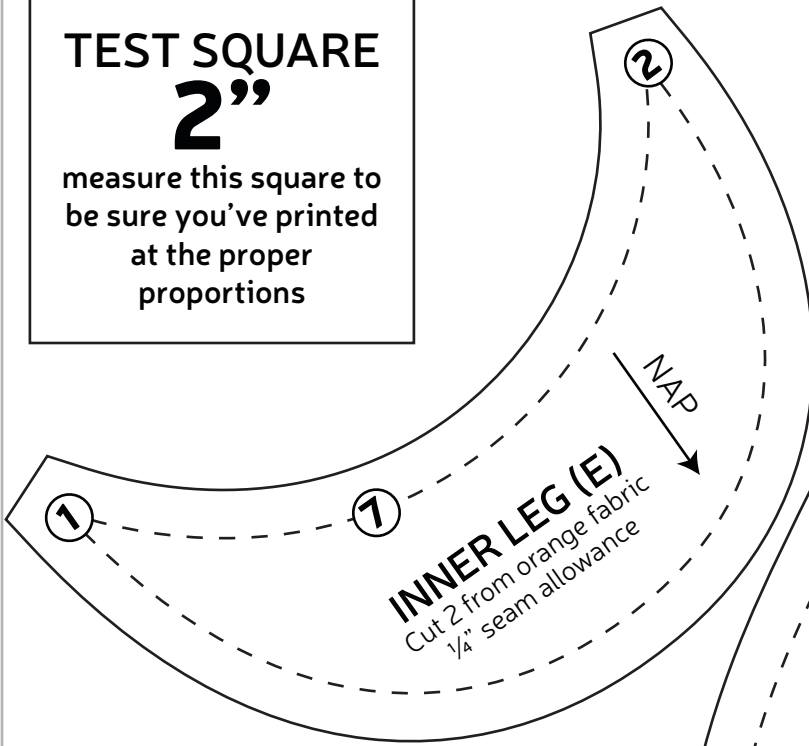 TEST SQUARE
2”
measure this square to
be sure you’ve printed
at the proper
proportions
2
NAP
1
7
INNER LEG (E)
Cut 2 from orange fabric
¼” seam allowance